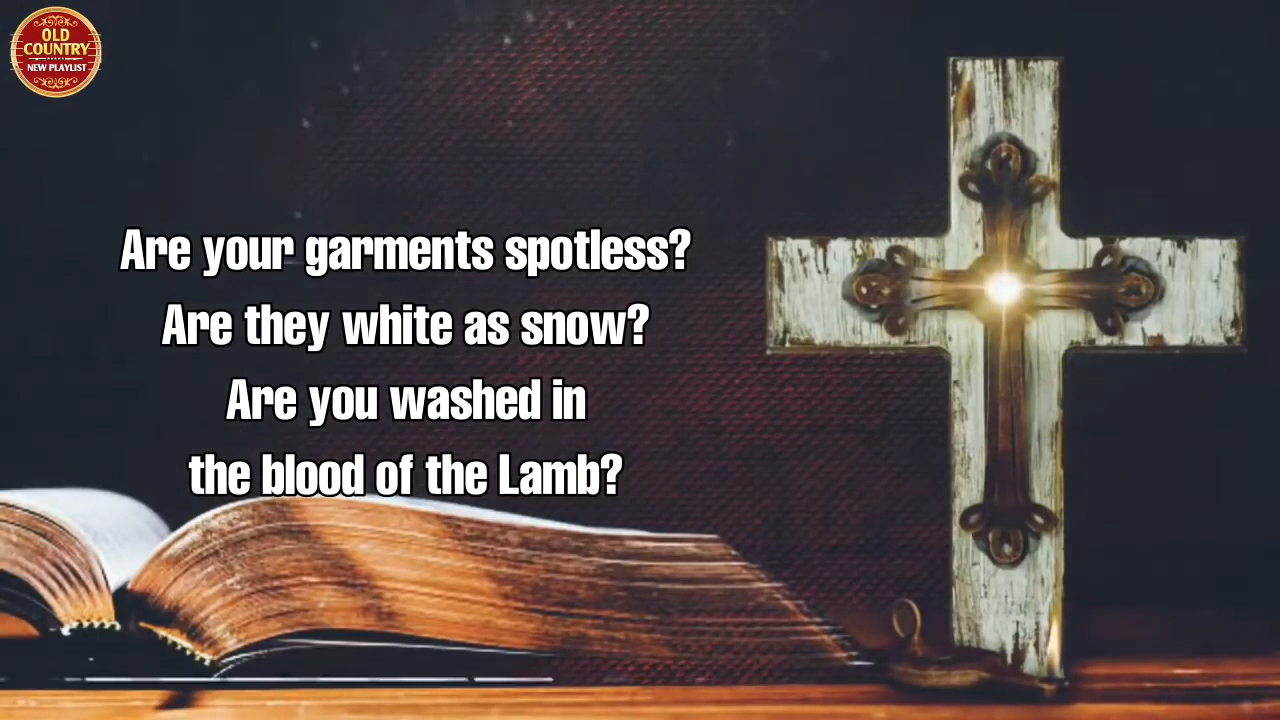 OLD
COUNTRY
NEW PLAYLIST
Are your garments spotless?
Are they white as snow?
Are you washed in
the blood of the Lamb?